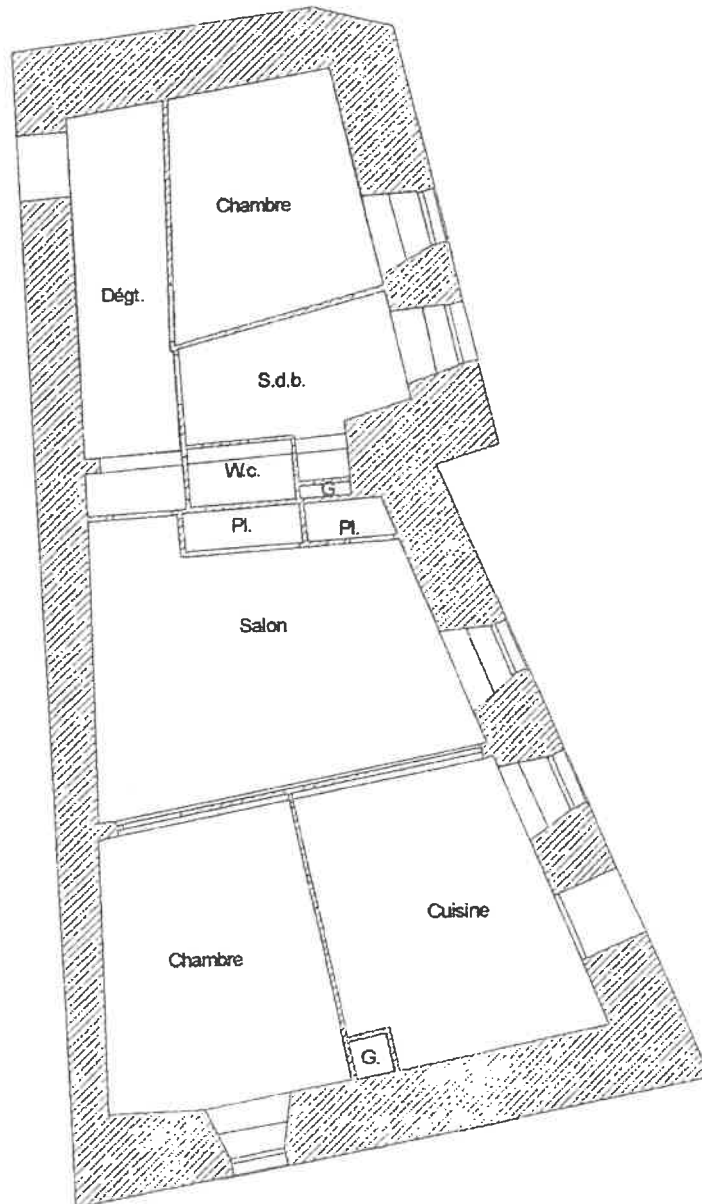 Chambre
Dégt.
S.d.b.
W.c.
G.
Pl.
Pl.
Salon
Cuisine
Chambre
G.